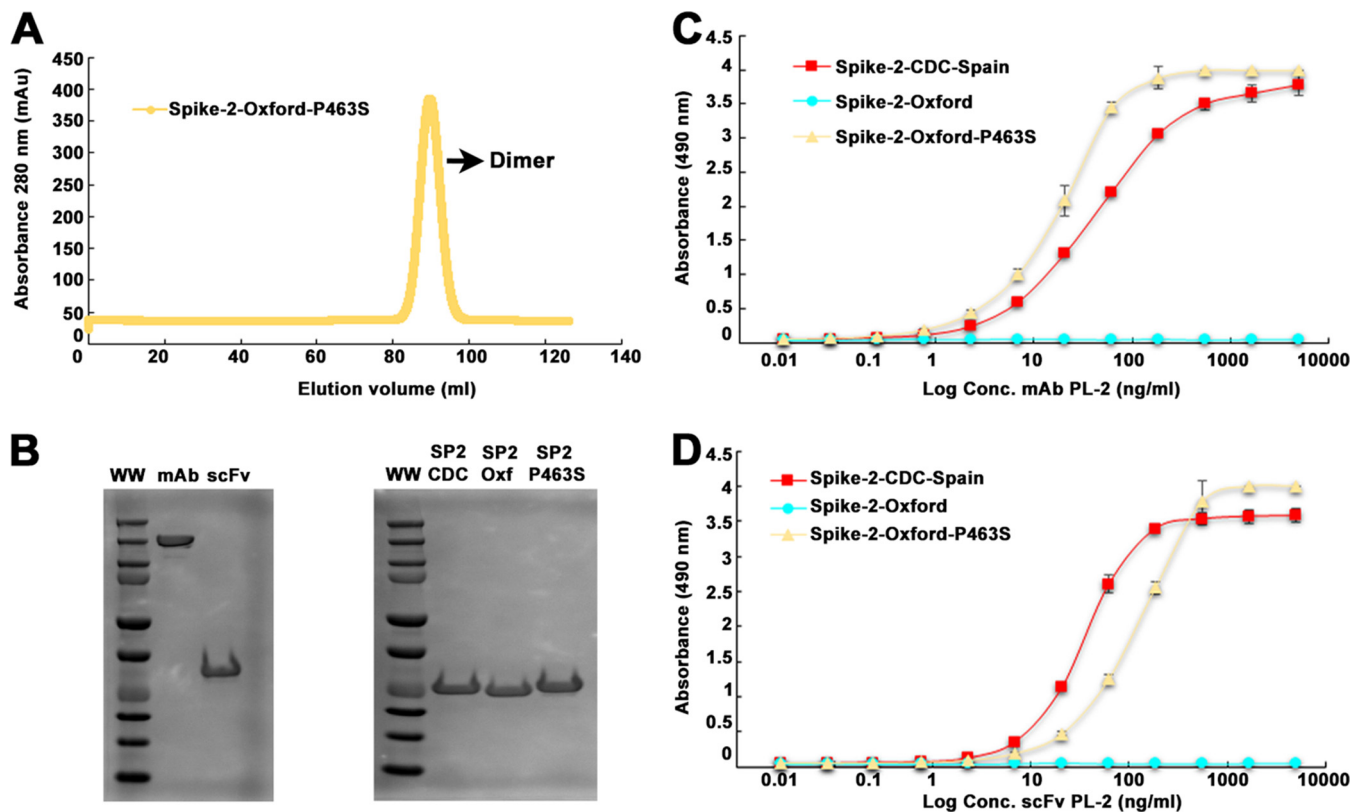 A
Absorbance 280 nm (mAu)
450
400
350
300
250
200
150
100
50
0
Spike-2-Oxford-P463S
Dimer
0 20 40 60 80 100 120 140
Elution volume (ml)
B
WW mAb scFv
WW SP2 CDC SP2 Oxf SP2 P463S
C
Absorbance (490 nm)
4.5
4
3.5
3
2.5
2
1.5
1
0.5
0
Spike-2-CDC-Spain
Spike-2-Oxford
Spike-2-Oxford-P463S
0.01 0.1 1 10 100 1000 10000
Log Conc. mAb PL-2 (ng/ml)
D
Absorbance (490 nm)
4.5
4
3.5
3
2.5
2
1.5
1
0.5
0
Spike-2-CDC-Spain
Spike-2-Oxford
Spike-2-Oxford-P463S
0.01 0.1 1 10 100 1000 10000
Log Conc. scFv PL-2 (ng/ml)